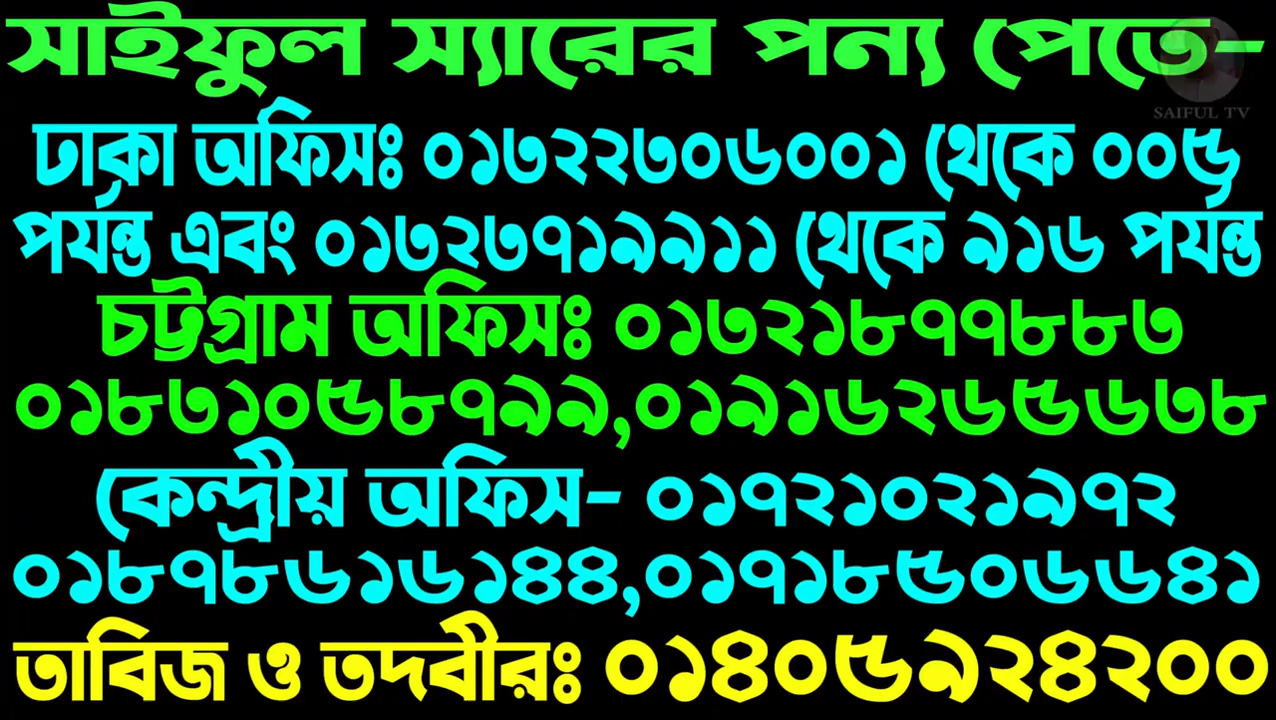 সাইফুল স্যারের পন্য পেতে-
SAIFUL TV
ঢাকা অফিসঃ ০১৩২২৩০৬০০১ থেকে ০০৫
পর্যন্ত এবং ০১৩২৩৭১৯৯১১ থেকে ৯১৬ পর্যন্ত
চট্টগ্রাম অফিসঃ ০১৩২১৮৭৭৮৮৩
০১৮৩১০৫৮৭৯৯,০১৯১৬২৬৫৬৩৮
কেন্দ্রীয় অফিস- ০১৭২১০২১৯৭২
০১৮৭৮৬১৬১৪৪,০১৭১৮৫০৬৬৪১
তাবিজ ও তদবীরঃ ০১৪০৫৯২৪২০০